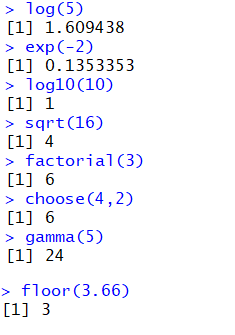 > log(5)
[1] 1.609438
> exp(-2)
[1] 0.1353353
> log10(10)
[1] 1
> sqrt(16)
[1] 4
> factorial(3)
[1] 6
> choose(4,2)
[1] 6
> gamma(5)
[1] 24
> floor(3.66)
[1] 3